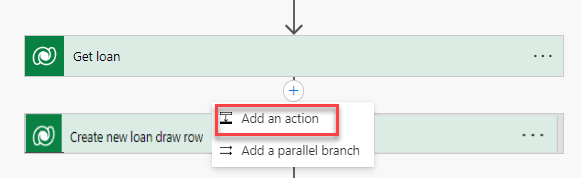 Get loan
Add an action
Create new loan draw row
Add a parallel branch